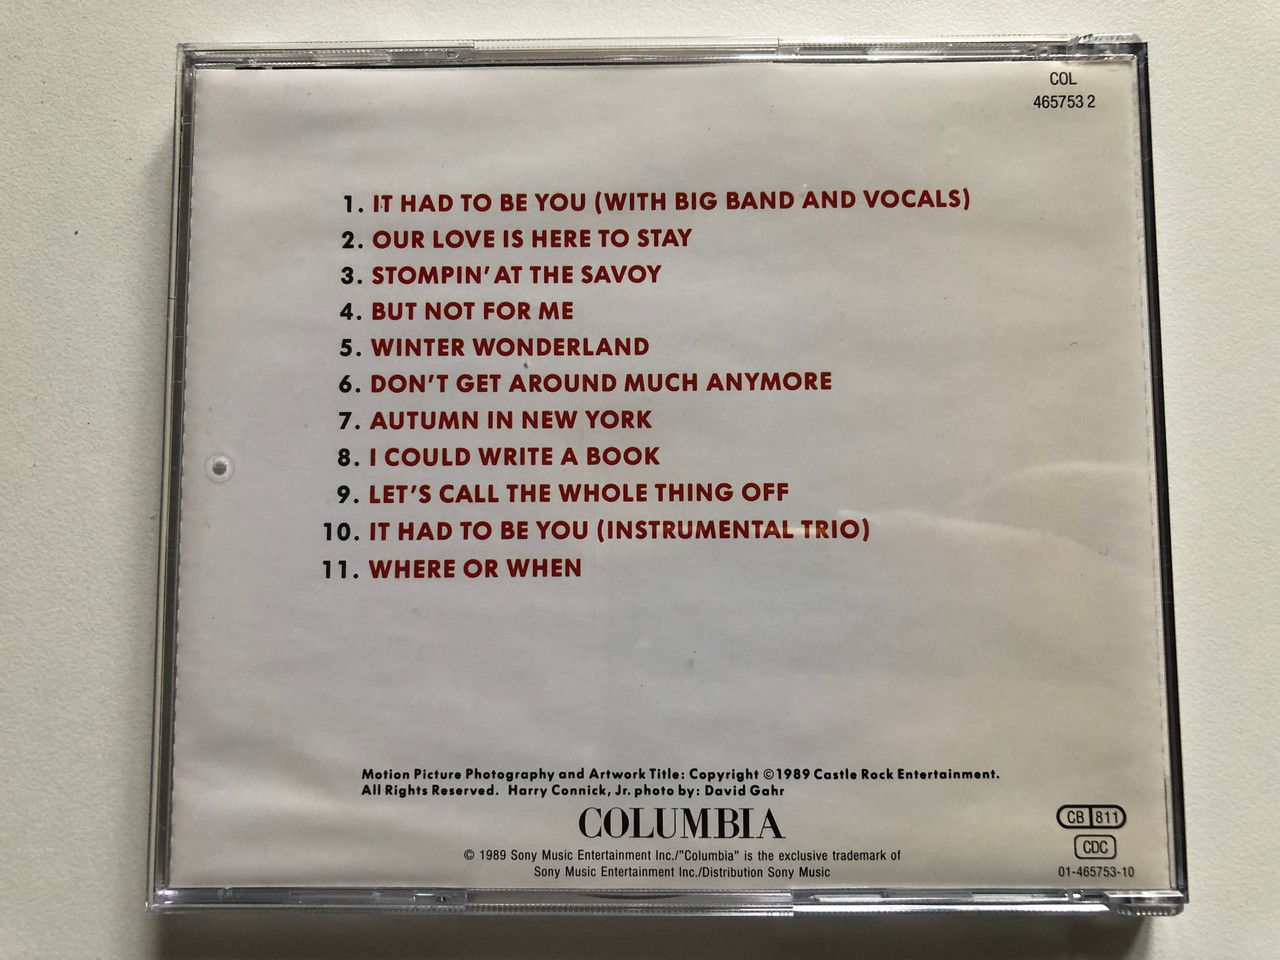 COL
465753 2
1. IT HAD TO BE YOU (WITH BIG BAND AND VOCALS)
2. OUR LOVE IS HERE TO STAY
3. STOMPIN' AT THE SAVOY
4. BUT NOT FOR ME
5. WINTER WONDERLAND
6. DON'T GET AROUND MUCH ANYMORE
7. AUTUMN IN NEW YORK
8. I COULD WRITE A BOOK
9. LET'S CALL THE WHOLE THING OFF
10. IT HAD TO BE YOU (INSTRUMENTAL TRIO)
11. WHERE OR WHEN
Motion Picture Photography and Artwork Title: Copyright ©1989 Castle Rock Entertainment.
All Rights Reserved. Harry Connick, Jr. photo by: David Gahr
COLUMBIA
© 1989 Sony Music Entertainment Inc./"Columbia" is the exclusive trademark of
Sony Music Entertainment Inc./Distribution Sony Music
CB 811
CDC
01-465753-10